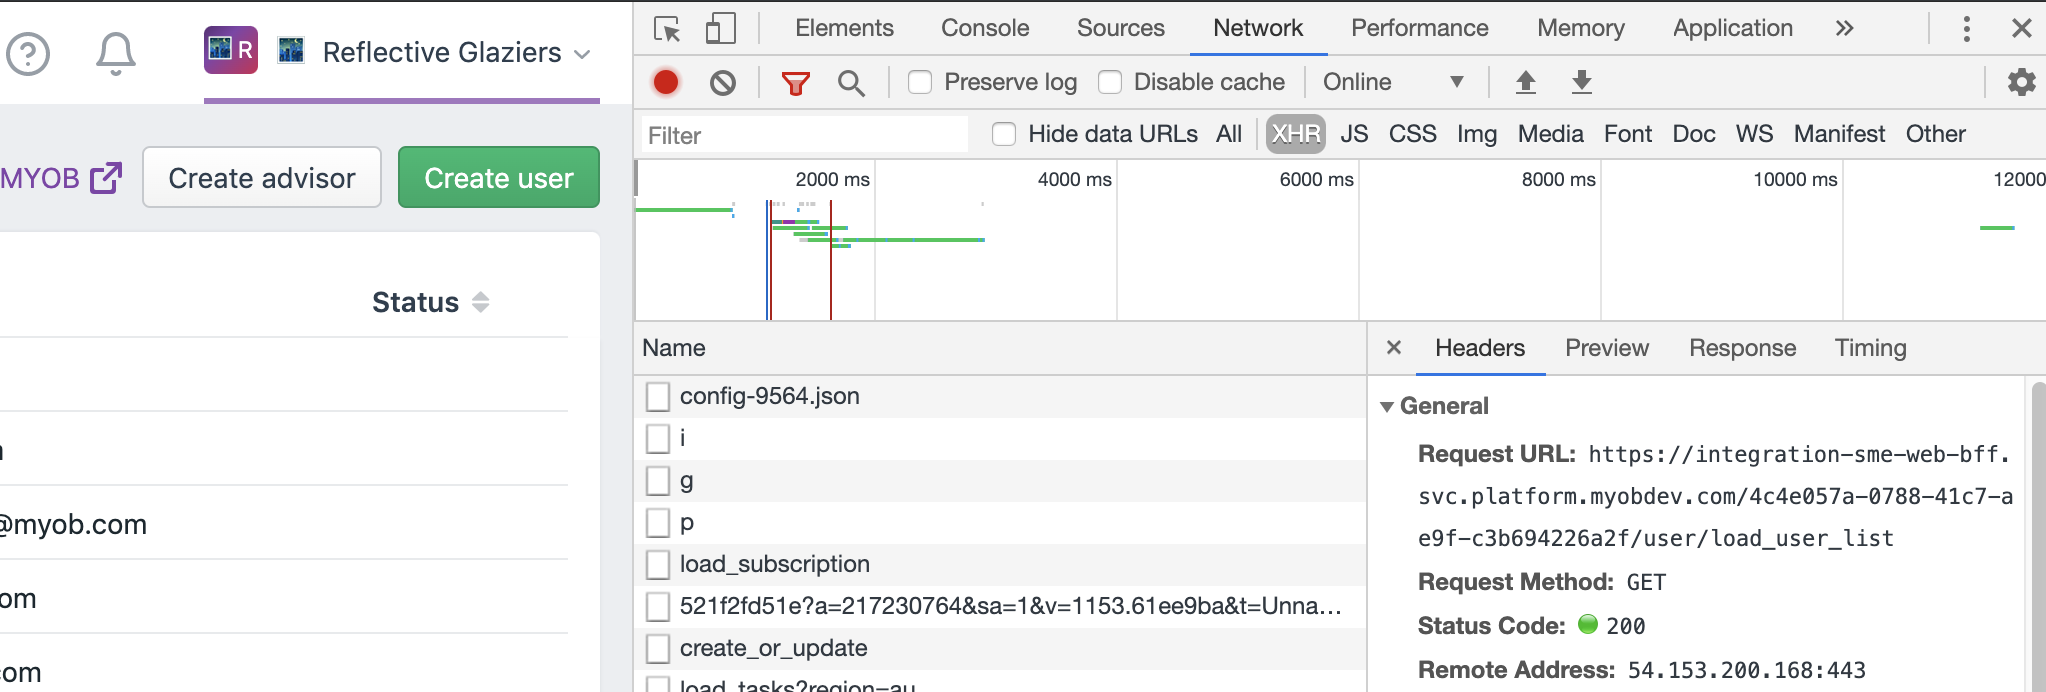 R Reflective Glaziers
MYOB Create advisor Create user
Status
@myob.com
om
com
Elements Console Sources Network Performance Memory Application
Preserve log Disable cache Online
Filter Hide data URLs All XHR JS CSS Img Media Font Doc WS Manifest Other
2000 ms 4000 ms 6000 ms 8000 ms 10000 ms 12000
Name
config-9564.json
i
g
p
load_subscription
521f2fd51e?a=217230764&sa=1&v=1153.61ee9ba&t=Unna...
create_or_update
load_tasks?region=au
Headers Preview Response Timing
General
Request URL: https://integration-sme-web-bff.
svc.platform.myobdev.com/4c4e057a-0788-41c7-a
e9f-c3b694226a2f/user/load_user_list
Request Method: GET
Status Code: 200
Remote Address: 54.153.200.168:443